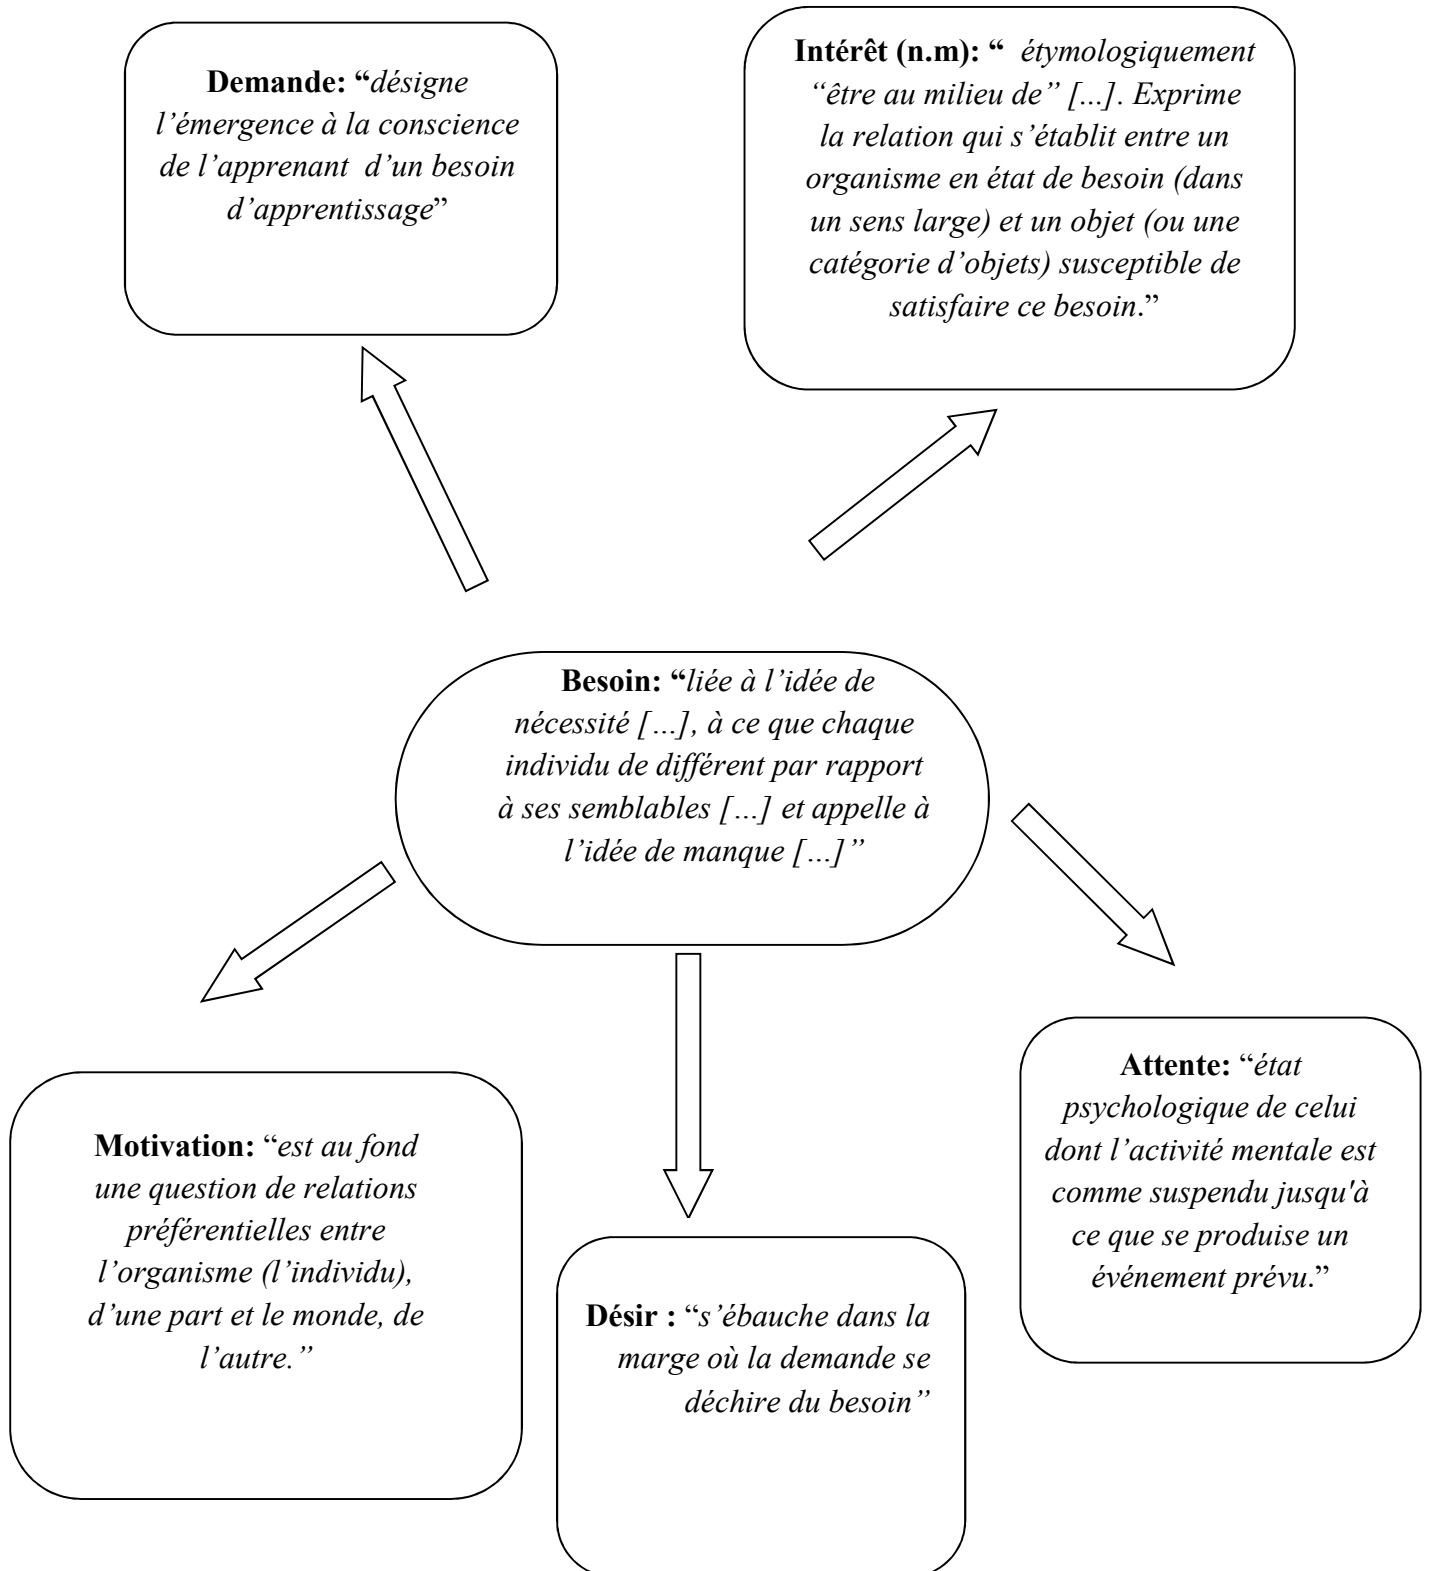 Demande: “désigne
l’émergence à la conscience
de l’apprenant d’un besoin
d’apprentissage”
Intérêt (n.m): “ étymologiquement
“être au milieu de” [...]. Exprime
la relation qui s’établit entre un
organisme en état de besoin (dans
un sens large) et un objet (ou une
catégorie d’objets) susceptible de
satisfaire ce besoin.”
Besoin: “liée à l’idée de
nécessité […], à ce que chaque
individu de différent par rapport
à ses semblables […] et appelle à
l’idée de manque […]”
Motivation: “est au fond
une question de relations
préférentielles entre
l’organisme (l’individu),
d’une part et le monde, de
l’autre.”
Désir : “s’ébauche dans la
marge où la demande se
déchire du besoin”
Attente: “état
psychologique de celui
dont l’activité mentale est
comme suspendu jusqu'à
ce que se produise un
événement prévu.”